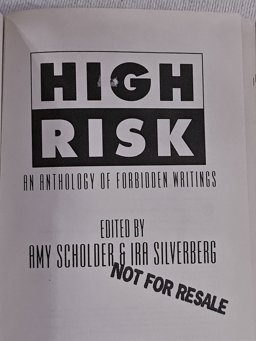 HIGH
RISK
AN ANTHOLOGY OF FORBIDDEN WRITINGS
EDITED BY
AMY SCHOLDER & IRA SILVERBERG
NOT FOR RESALE